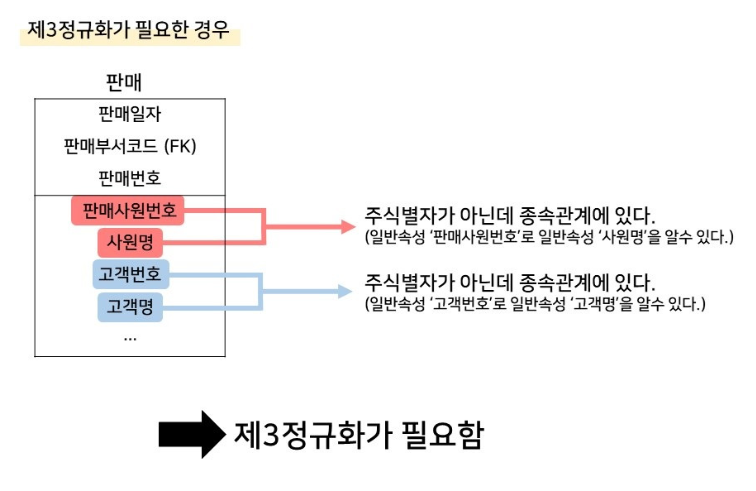 제3정규화가 필요한 경우
판매
판매일자
판매부서코드 (FK)
판매번호
판매사원번호
사원명
고객번호
고객명
...
주식별자가 아닌데 종속관계에 있다.
(일반속성 ‘판매사원번호’로 일반속성 ‘사원명’을 알수 있다.)
주식별자가 아닌데 종속관계에 있다.
(일반속성 ‘고객번호’로 일반속성 ‘고객명’을 알수 있다.)
제3정규화가 필요함